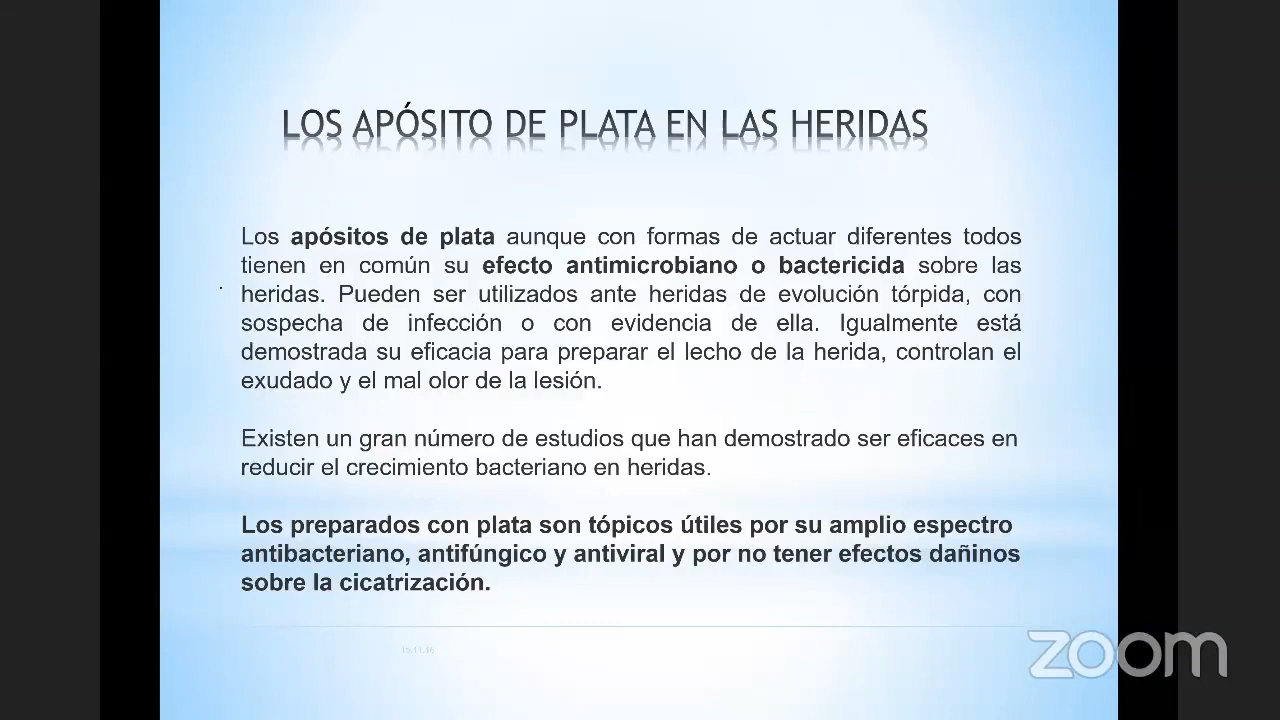 LOS APÓSITO DE PLATA EN LAS HERIDAS
Los apósitos de plata aunque con formas de actuar diferentes todos
tienen en común su efecto antimicrobiano o bactericida sobre las
heridas. Pueden ser utilizados ante heridas de evolución tórpida, con
sospecha de infección o con evidencia de ella. Igualmente está
demostrada su eficacia para preparar el lecho de la herida, controlan el
exudado y el mal olor de la lesión.
Existen un gran número de estudios que han demostrado ser eficaces en
reducir el crecimiento bacteriano en heridas.
Los preparados con plata son tópicos útiles por su amplio espectro
antibacteriano, antifúngico y antiviral y por no tener efectos dañinos
sobre la cicatrización.
zoom